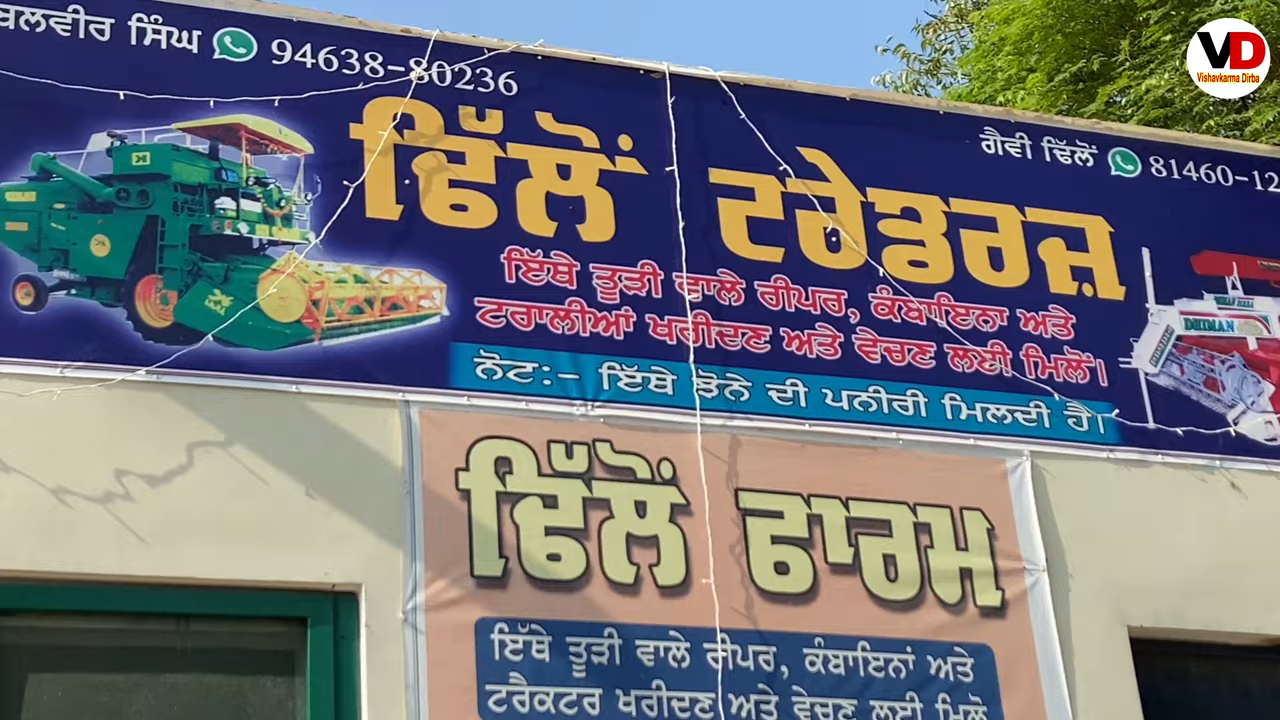 ਬਲਵੀਰ ਸਿੰਘ 94638-80236
ਗੈਵੀ ਢਿੱਲੋਂ 81460-12
ਢਿੱਲੋਂ ਟਰੇਡਰਜ਼
ਇੱਥੇ ਤੂੜੀ ਵਾਲੇ ਰੀਪਰ, ਕੰਬਾਇਨਾ ਅਤੇ
ਟਰਾਲੀਆਂ ਖਰੀਦਣ ਅਤੇ ਵੇਚਣ ਲਈ ਮਿਲੋਂ।
ਨੋਟ:- ਇੱਥੇ ਝੋਨੇ ਦੀ ਪਨੀਰੀ ਮਿਲਦੀ ਹੈ।
DHIMAN
ਢਿੱਲੋਂ ਫਾਰਮ
ਇੱਥੇ ਤੂੜੀ ਵਾਲੇ ਰੀਪਰ, ਕੰਬਾਇਨਾਂ ਅਤੇ
ਟਰੈਕਟਰ ਖਰੀਦਣ ਅਤੇ ਵੇਚਣ ਲਈ ਮਿਲੋ
VD
Vishavkarma Dirba